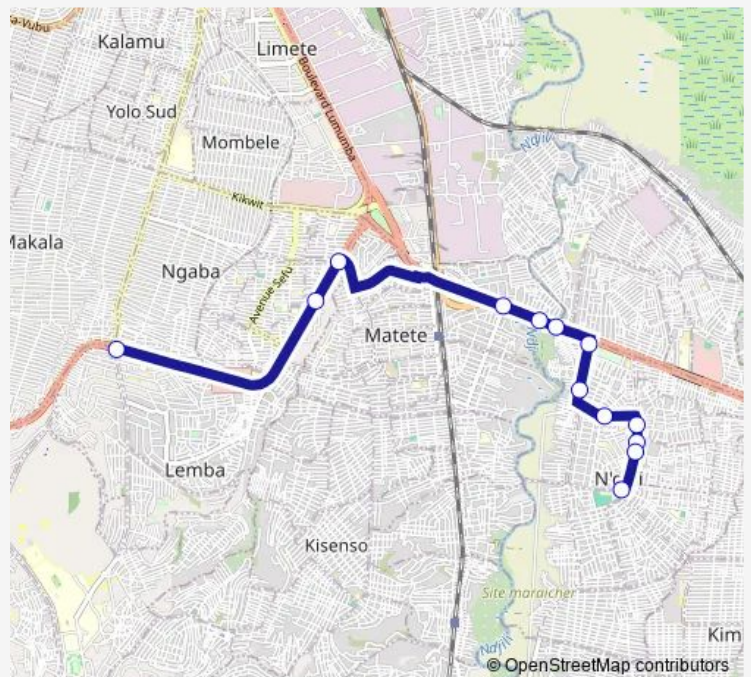 Kalamu
Limete
Boulevard Lumumba
Yolo Sud
Mombele
N'djili
Kikwit
Makala
Ngaba
Avenue Sefu
Matete
Lemba
Kisenso
Site maraîcher
Kim
N'djili
© OpenStreetMap contributors